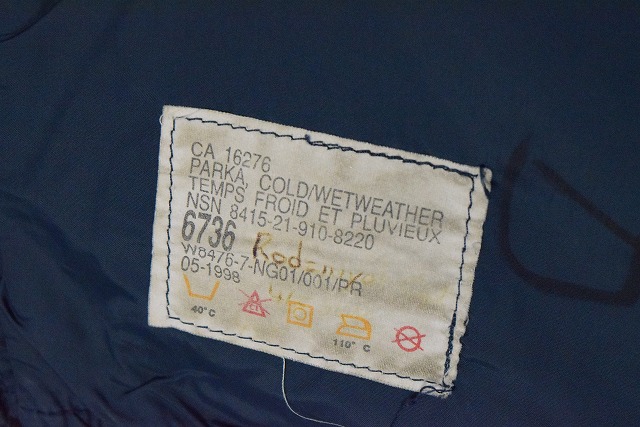 CA 16276
PARKA, COLD/WETWEATHER
TEMPS FROID ET PLUVIEUX
NSN 8415-21-910-8220
6736
W8476-7-NG01/001/PR
05-1998
40°C
110° C